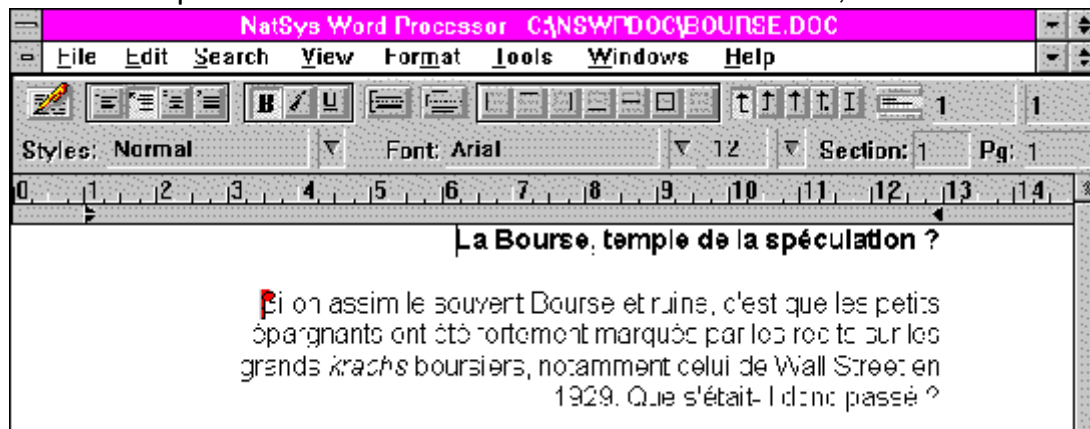 NatSys Word Processor C:\NSWPDOC\BOURSE.DOC
File Edit Search View Format Tools Windows Help
B I U 1 1
Styles: Normal Font: Arial 12 Section: 1 Pg: 1
0 1 2 3 4 5 6 7 8 9 10 11 12 13 14
La Bourse, temple de la spéculation ?
Si on assimile souvent Bourse et ruine, c'est que les petits
épargnants ont été fortement marqués par les récits sur les
grands krachs boursiers, notamment celui de Wall Street en
1929. Que s'était-il donc passé ?